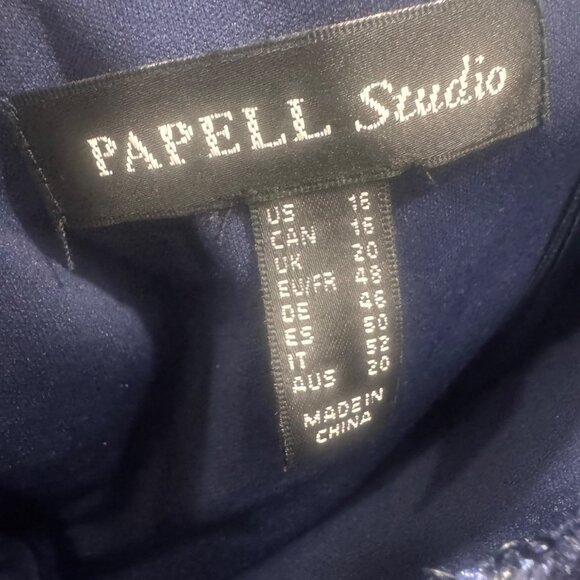 PAPELL Studio
US 16
CAN 16
UK 20
EU/FR 48
DE 46
ES 50
IT 52
AUS 20
MADE IN
CHINA